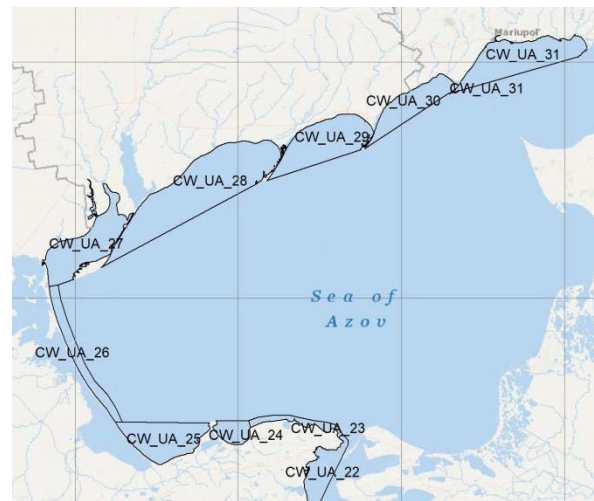 Mariupol'
CW_UA_31
CW_UA_31
CW_UA_30
CW_UA_29
CW_UA_28
CW_UA_27
Sea of
Azov
CW_UA_26
CW_UA_25
CW_UA_24
CW_UA_23
CW_UA_22